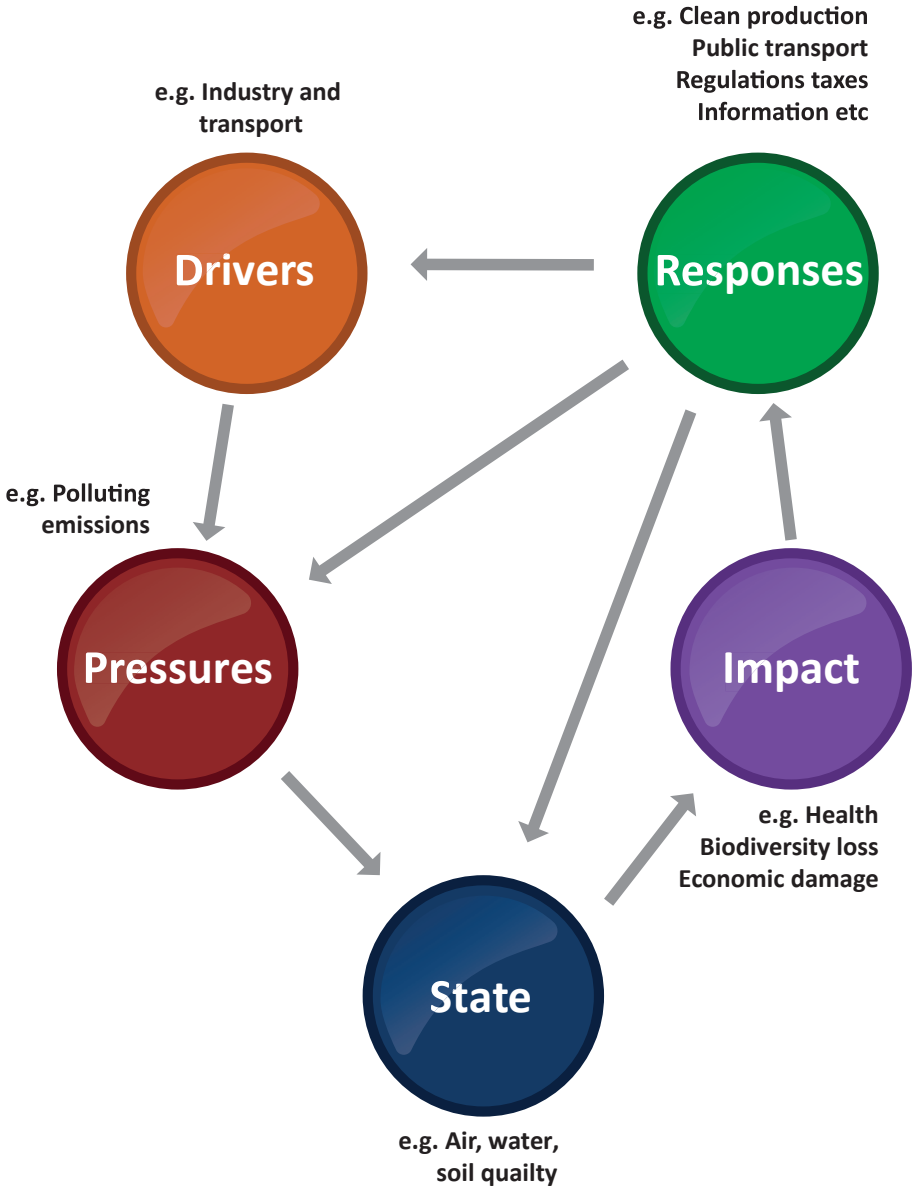 e.g. Clean production
Public transport
Regulations taxes
Information etc
e.g. Industry and
transport
Drivers
Responses
e.g. Polluting
emissions
Pressures
Impact
e.g. Health
Biodiversity loss
Economic damage
State
e.g. Air, water,
soil quailty